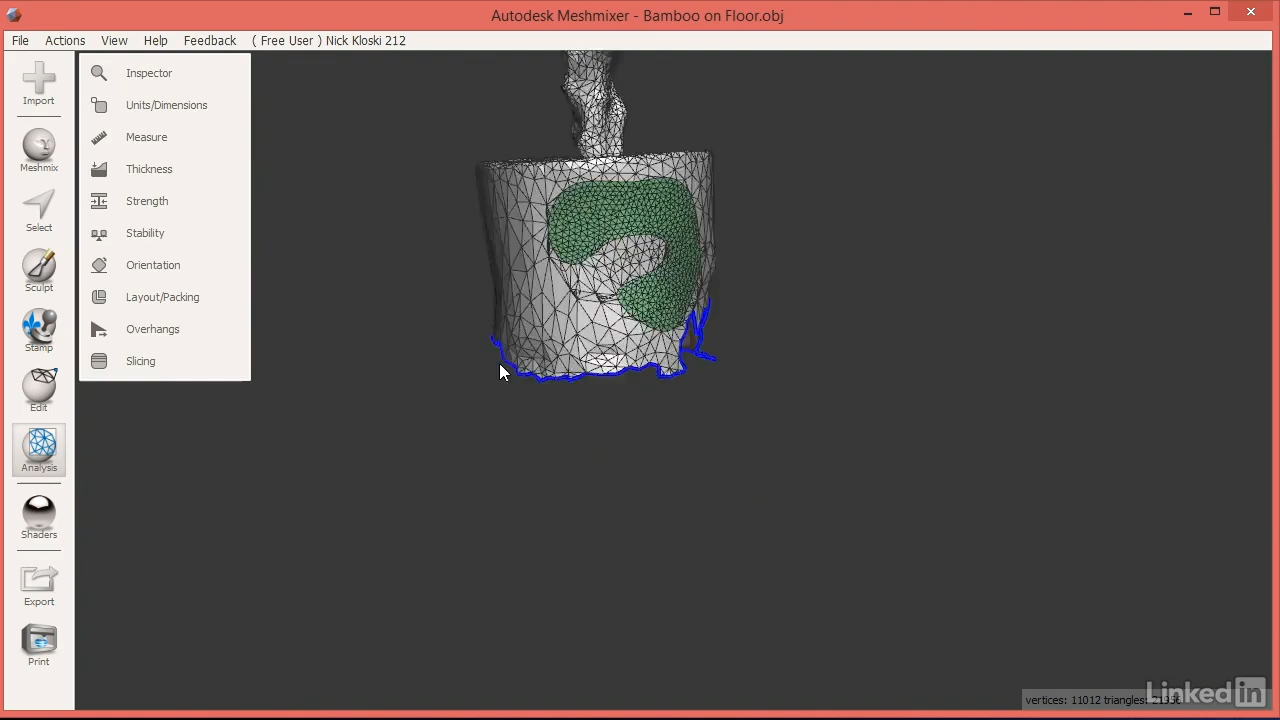 Autodesk Meshmixer - Bamboo on Floor.obj
File Actions View Help Feedback ( Free User ) Nick Kloski 212
Import
Meshmix
Select
Sculpt
Stamp
Edit
Analysis
Shaders
Export
Print
Inspector
Units/Dimensions
Measure
Thickness
Strength
Stability
Orientation
Layout/Packing
Overhangs
Slicing
vertices: 11012 triangles:
LinkedIn